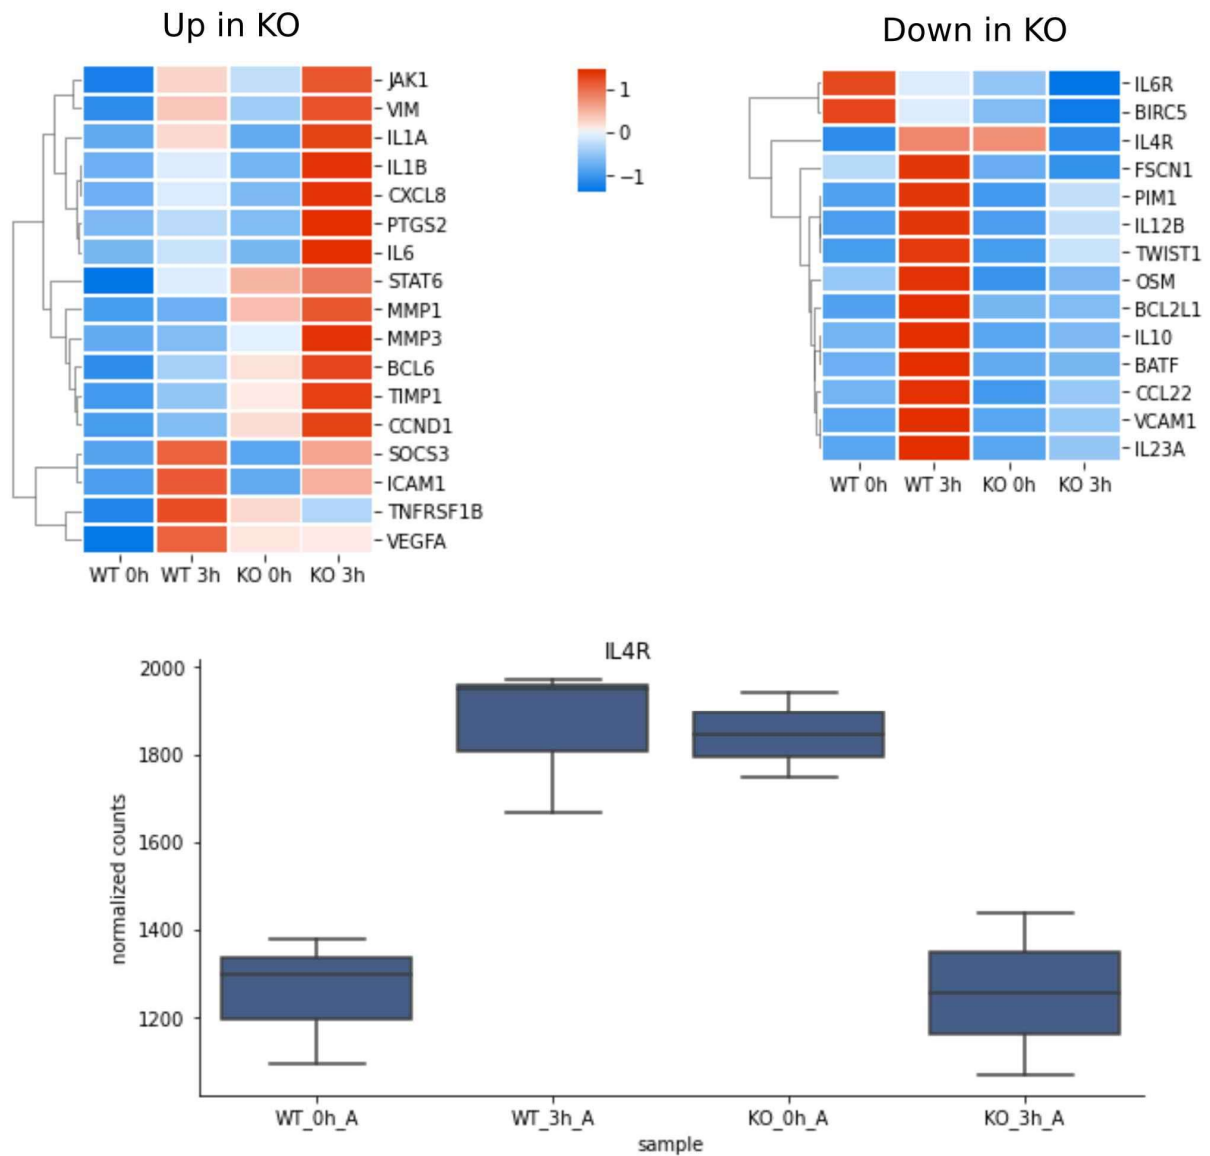 Up in KO
Down in KO
JAK1
VIM
IL1A
IL1B
CXCL8
PTGS2
IL6
STAT6
MMP1
MMP3
BCL6
TIMP1
CCND1
SOCS3
ICAM1
TNFRSF1B
VEGFA
WT 0h WT 3h KO 0h KO 3h
1
0
−1
IL6R
BIRC5
IL4R
FSCN1
PIM1
IL12B
TWIST1
OSM
BCL2L1
IL10
BATF
CCL22
VCAM1
IL23A
WT 0h WT 3h KO 0h KO 3h
IL4R
2000
1800
1600
1400
1200
normalized counts
WT_0h_A WT_3h_A KO_0h_A KO_3h_A
sample